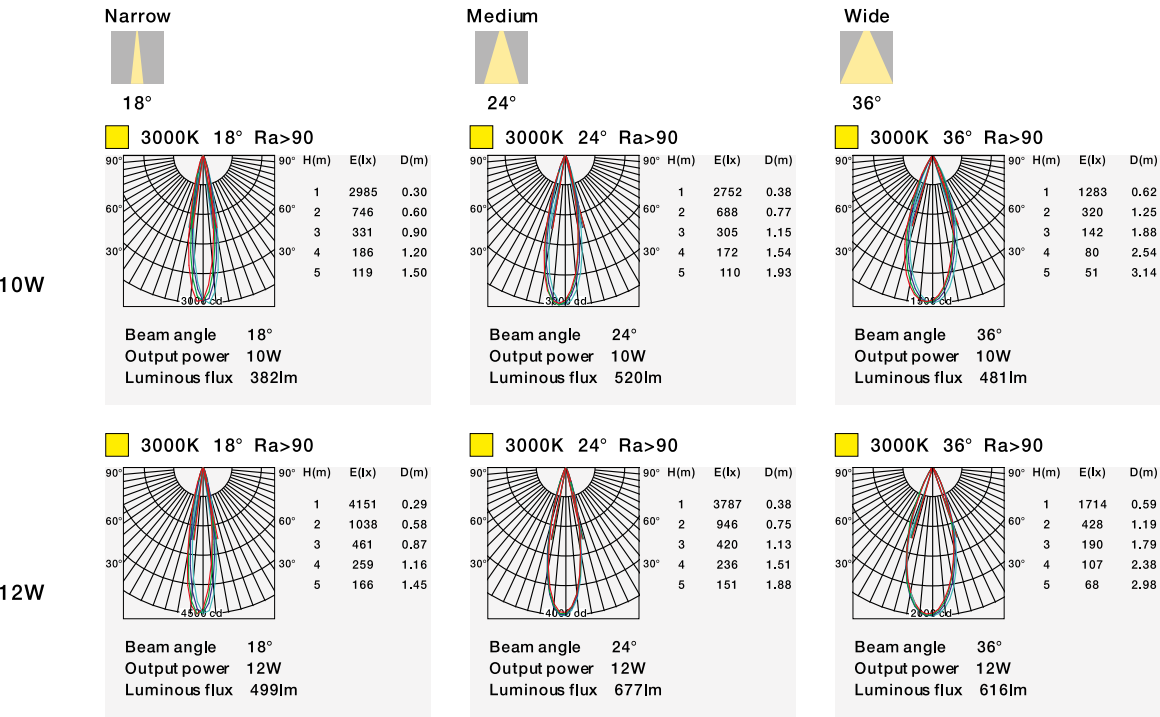 Narrow
18°
Medium
24°
Wide
36°
10W
3000K 18° Ra>90
90° 90° H(m) E(lx) D(m)
1 2985 0.30
60° 60° 2 746 0.60
3 331 0.90
30° 30° 4 186 1.20
5 119 1.50
3000 cd
Beam angle 18°
Output power 10W
Luminous flux 382lm
3000K 24° Ra>90
90° 90° H(m) E(lx) D(m)
1 2752 0.38
60° 60° 2 688 0.77
3 305 1.15
30° 30° 4 172 1.54
5 110 1.93
3200 cd
Beam angle 24°
Output power 10W
Luminous flux 520lm
3000K 36° Ra>90
90° 90° H(m) E(lx) D(m)
1 1283 0.62
60° 60° 2 320 1.25
3 142 1.88
30° 30° 4 80 2.54
5 51 3.14
1500 cd
Beam angle 36°
Output power 10W
Luminous flux 481lm
12W
3000K 18° Ra>90
90° 90° H(m) E(lx) D(m)
1 4151 0.29
60° 60° 2 1038 0.58
3 461 0.87
30° 30° 4 259 1.16
5 166 1.45
4500 cd
Beam angle 18°
Output power 12W
Luminous flux 499lm
3000K 24° Ra>90
90° 90° H(m) E(lx) D(m)
1 3787 0.38
60° 60° 2 946 0.75
3 420 1.13
30° 30° 4 236 1.51
5 151 1.88
4000 cd
Beam angle 24°
Output power 12W
Luminous flux 677lm
3000K 36° Ra>90
90° 90° H(m) E(lx) D(m)
1 1714 0.59
60° 60° 2 428 1.19
3 190 1.79
30° 30° 4 107 2.38
5 68 2.98
2000 cd
Beam angle 36°
Output power 12W
Luminous flux 616lm